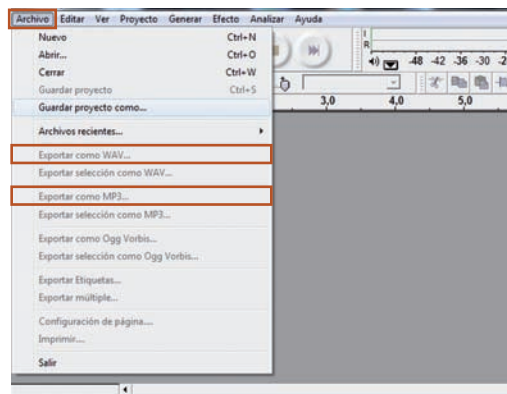 Archivo Editar Ver Proyecto Generar Efecto Analizar Ayuda
Nuevo Ctrl+N
Abrir... Ctrl+O
Cerrar Ctrl+W
Guardar proyecto Ctrl+S
Guardar proyecto como...
Archivos recientes...
Exportar como WAV...
Exportar selección como WAV...
Exportar como MP3...
Exportar selección como MP3...
Exportar como Ogg Vorbis...
Exportar selección como Ogg Vorbis...
Exportar Etiquetas...
Exportar múltiple...
Configuración de página....
Imprimir....
Salir
L
R
-48 -42 -36 -30 -2
3,0 4,0 5,0